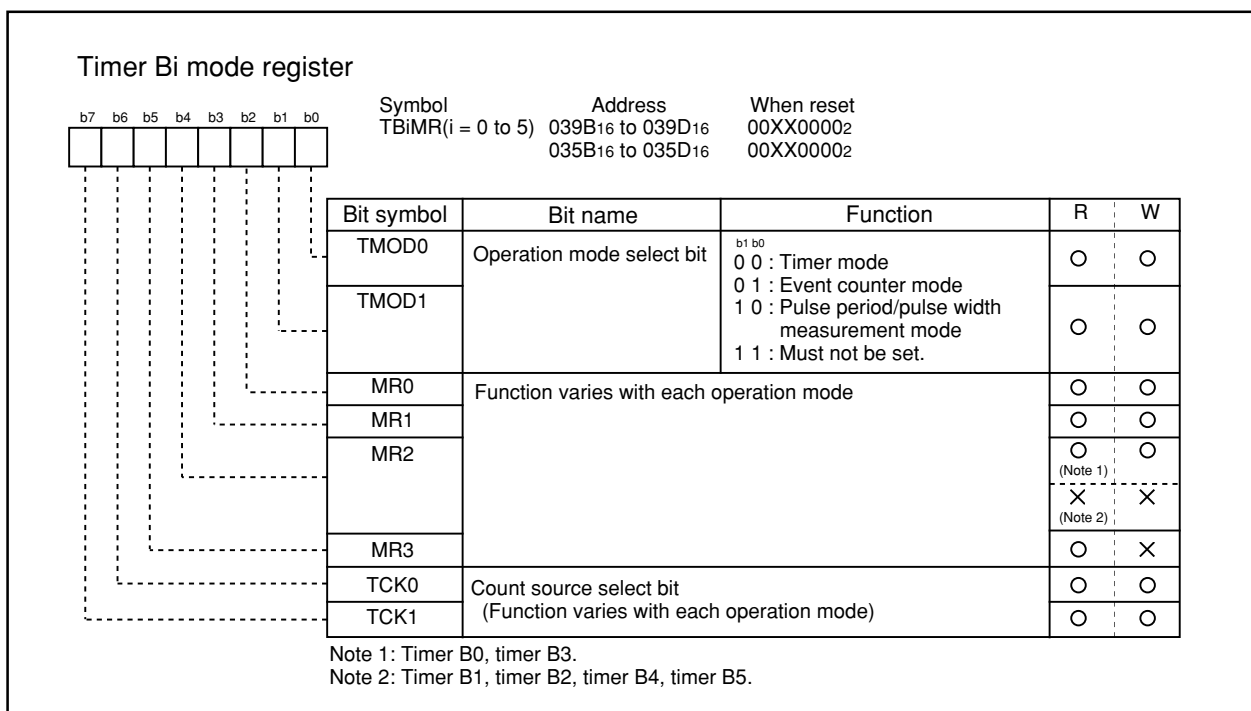 Timer Bi mode register
Symbol Address When reset
TBiMR(i = 0 to 5) 039B16 to 039D16 00XX00002
035B16 to 035D16 00XX00002
b7 b6 b5 b4 b3 b2 b1 b0
Bit symbol Bit name Function R W
TMOD0 Operation mode select bit b1 b0
0 0 : Timer mode
0 1 : Event counter mode
TMOD1 1 0 : Pulse period/pulse width
measurement mode
1 1 : Must not be set.
MR0 Function varies with each operation mode
MR1
MR2
(Note 1)
(Note 2)
MR3
TCK0 Count source select bit
TCK1 (Function varies with each operation mode)
Note 1: Timer B0, timer B3.
Note 2: Timer B1, timer B2, timer B4, timer B5.